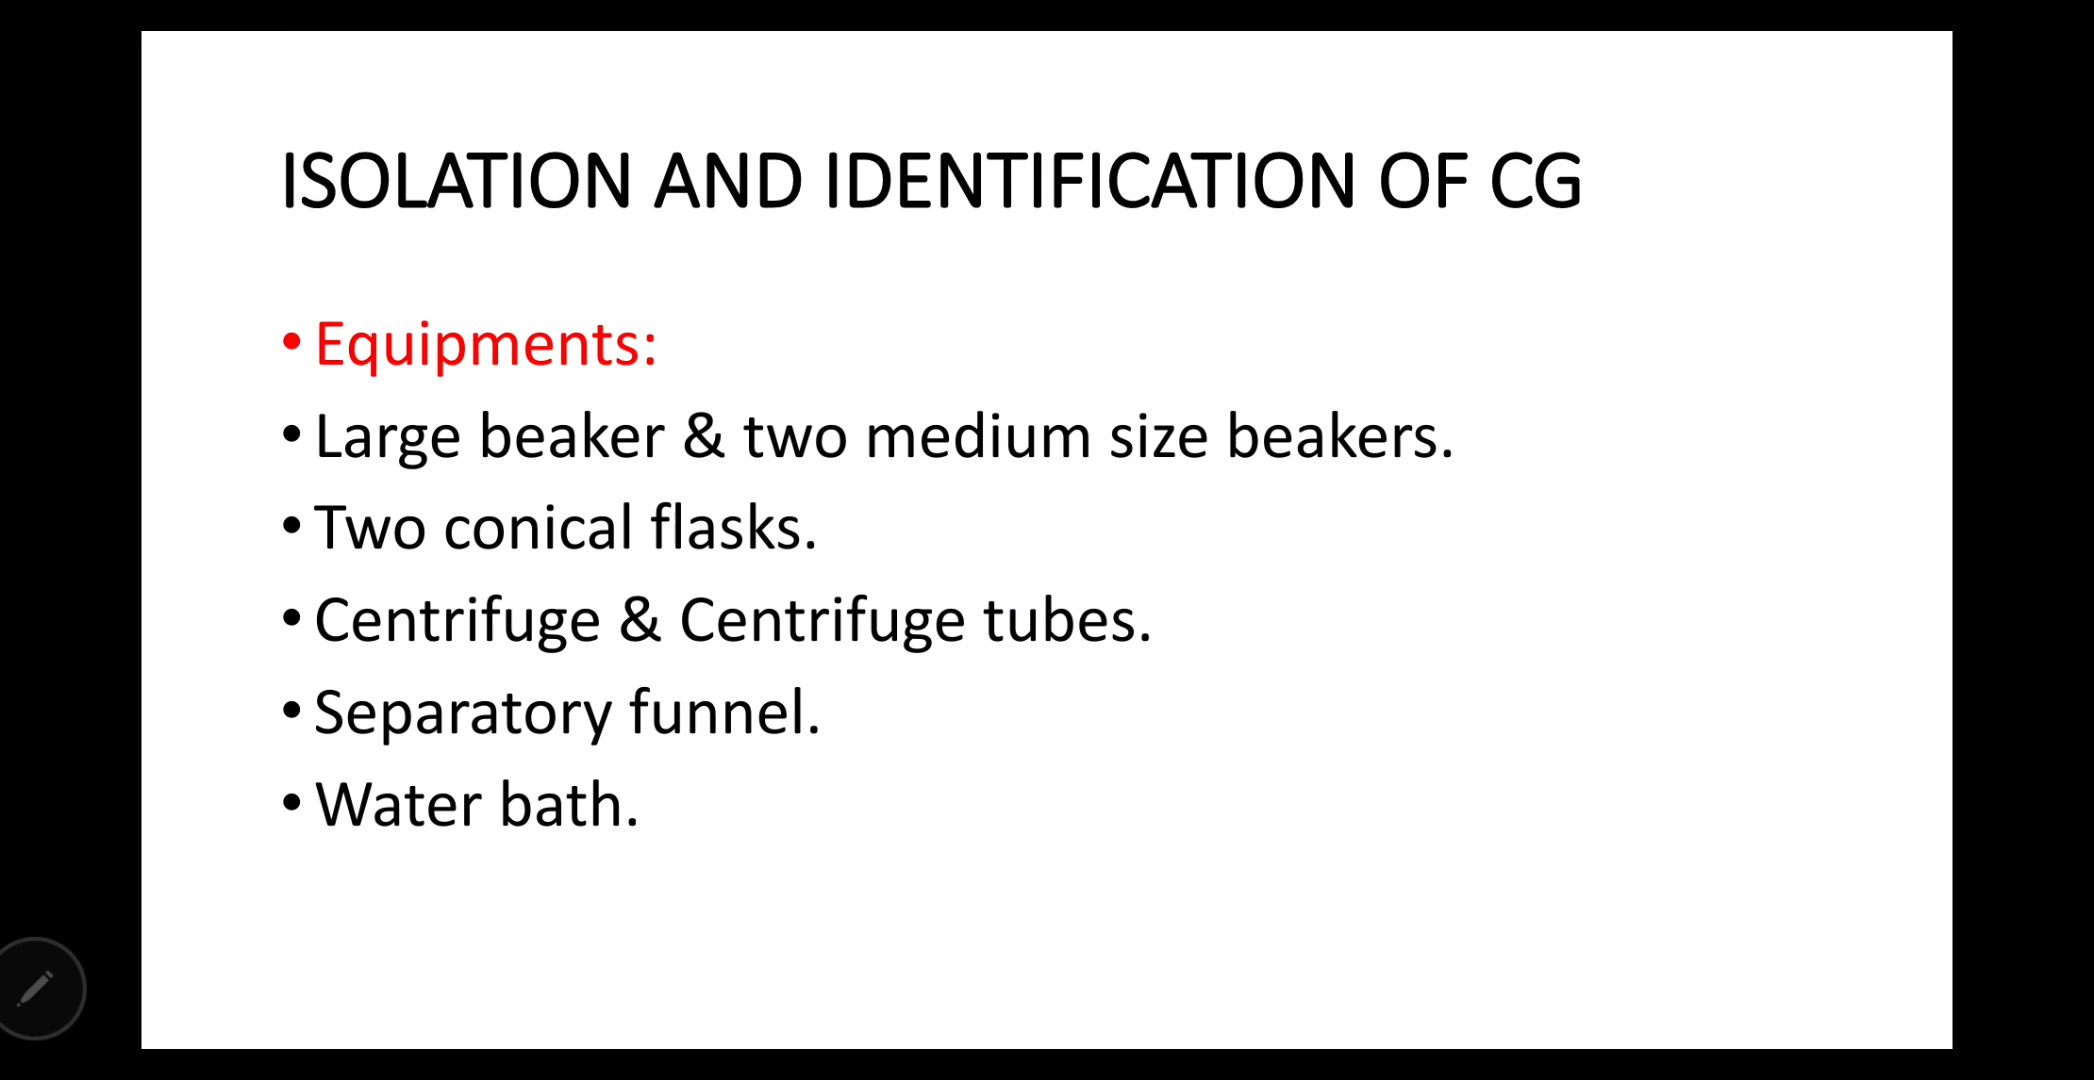 ISOLATION AND IDENTIFICATION OF CG
• Equipments:
• Large beaker & two medium size beakers.
• Two conical flasks.
• Centrifuge & Centrifuge tubes.
• Separatory funnel.
• Water bath.